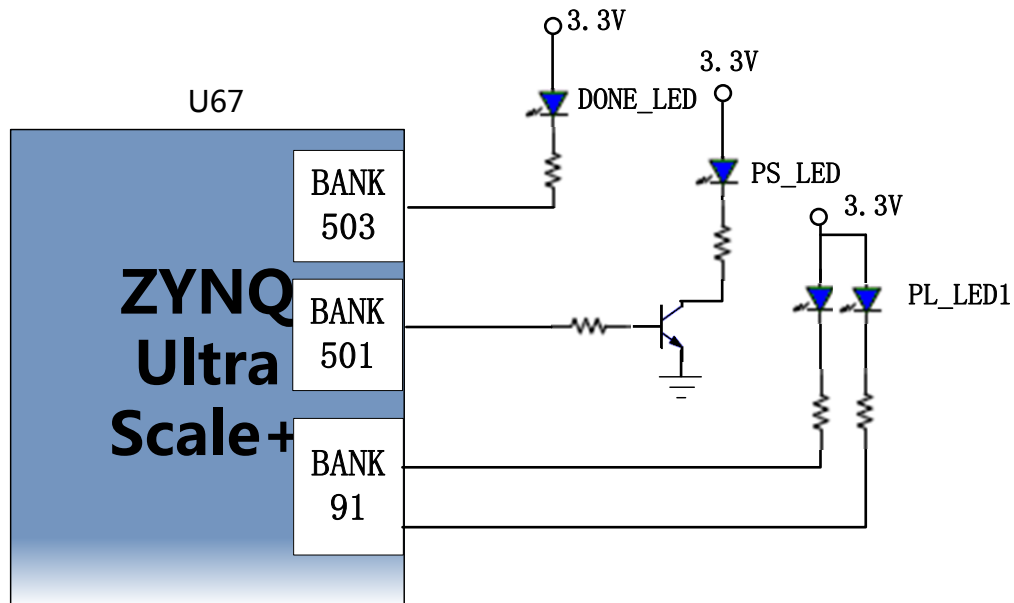 3.3V
DONE_LED
3.3V
PS_LED
3.3V
PL_LED1
U67
ZYNQ
Ultra
Scale+
BANK
503
BANK
501
BANK
91